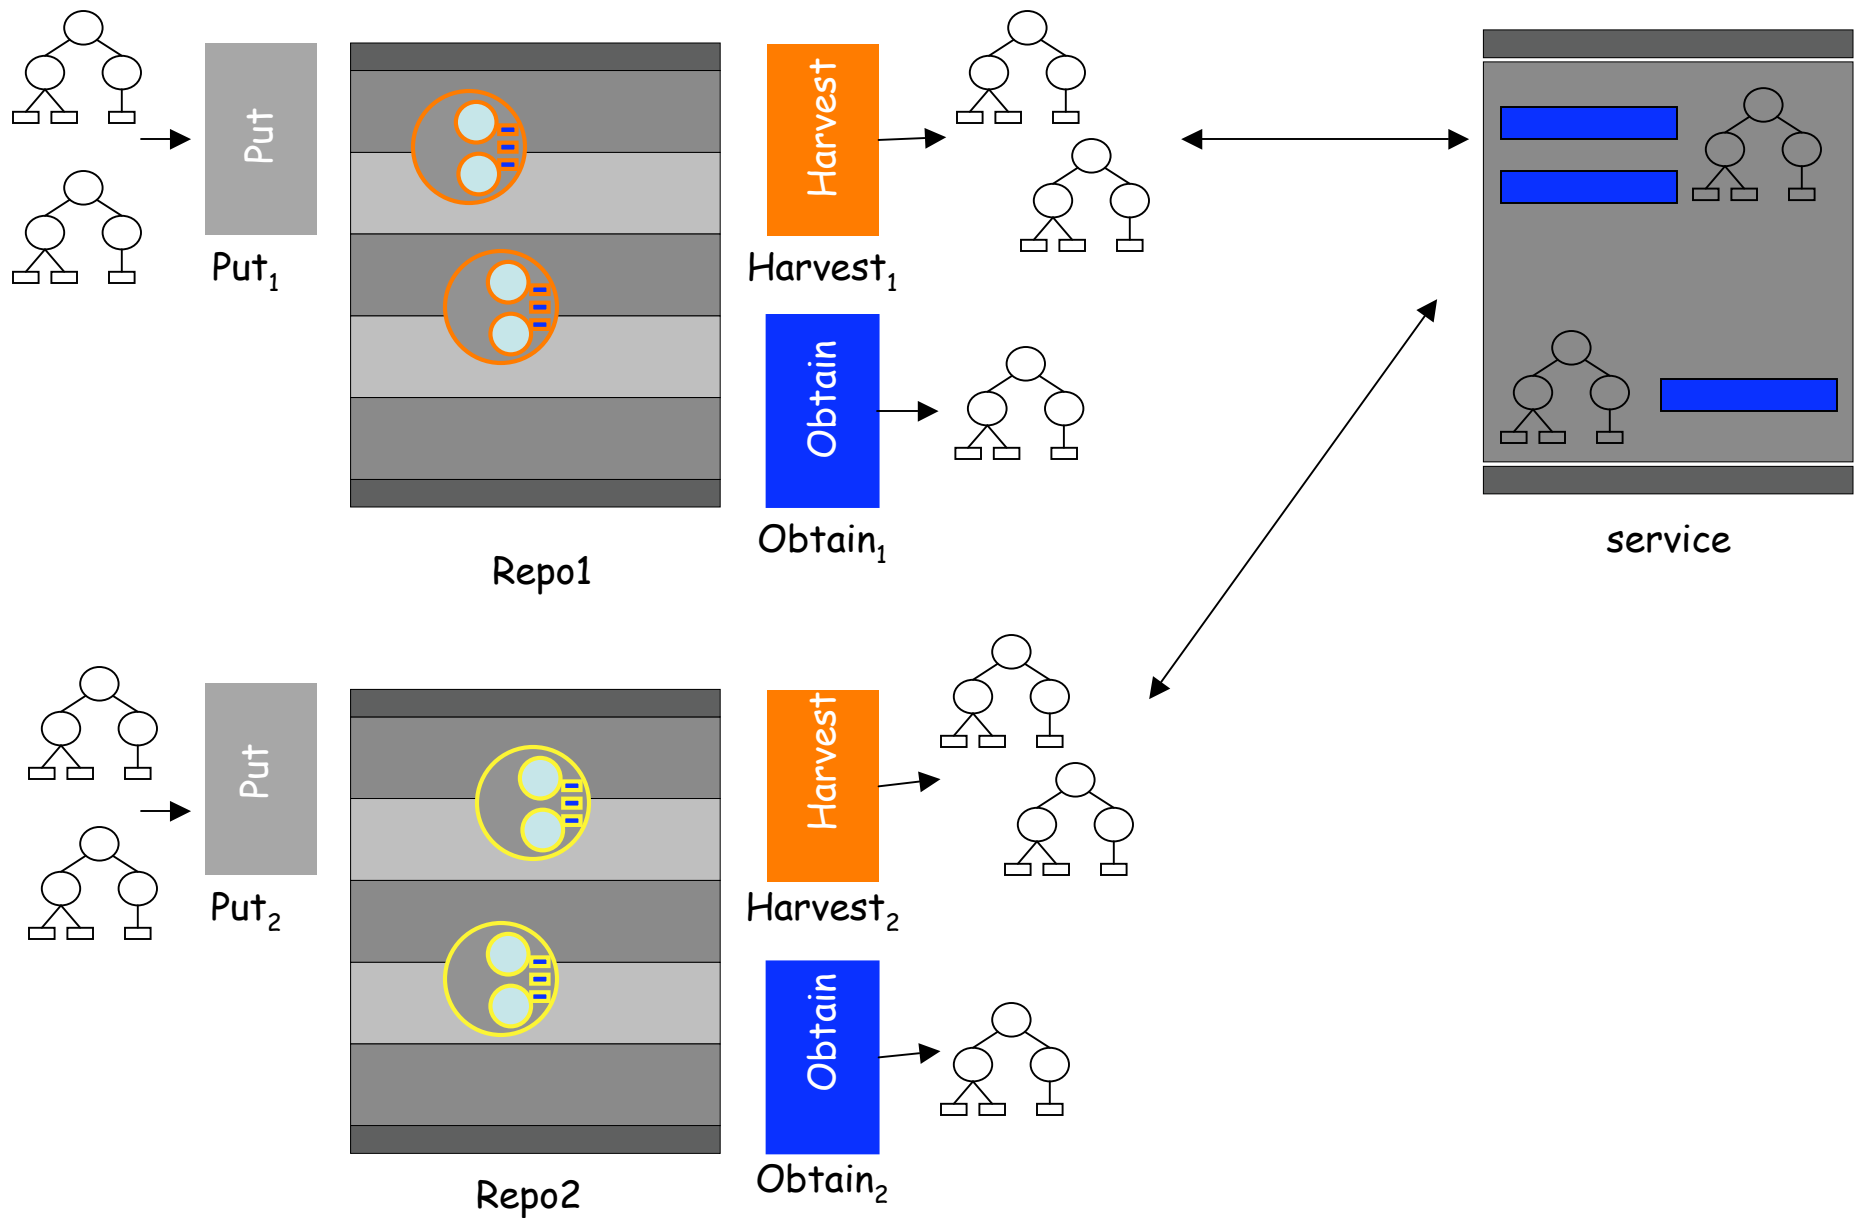 Put
Put1
Repo1
Harvest
Harvest1
Obtain
Obtain1
service
Put
Put2
Repo2
Harvest
Harvest2
Obtain
Obtain2